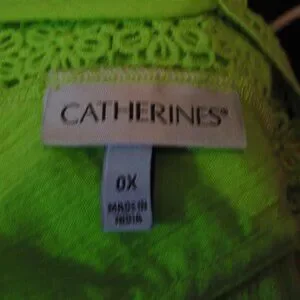 CATHERINES®
0X
MADE IN
INDIA